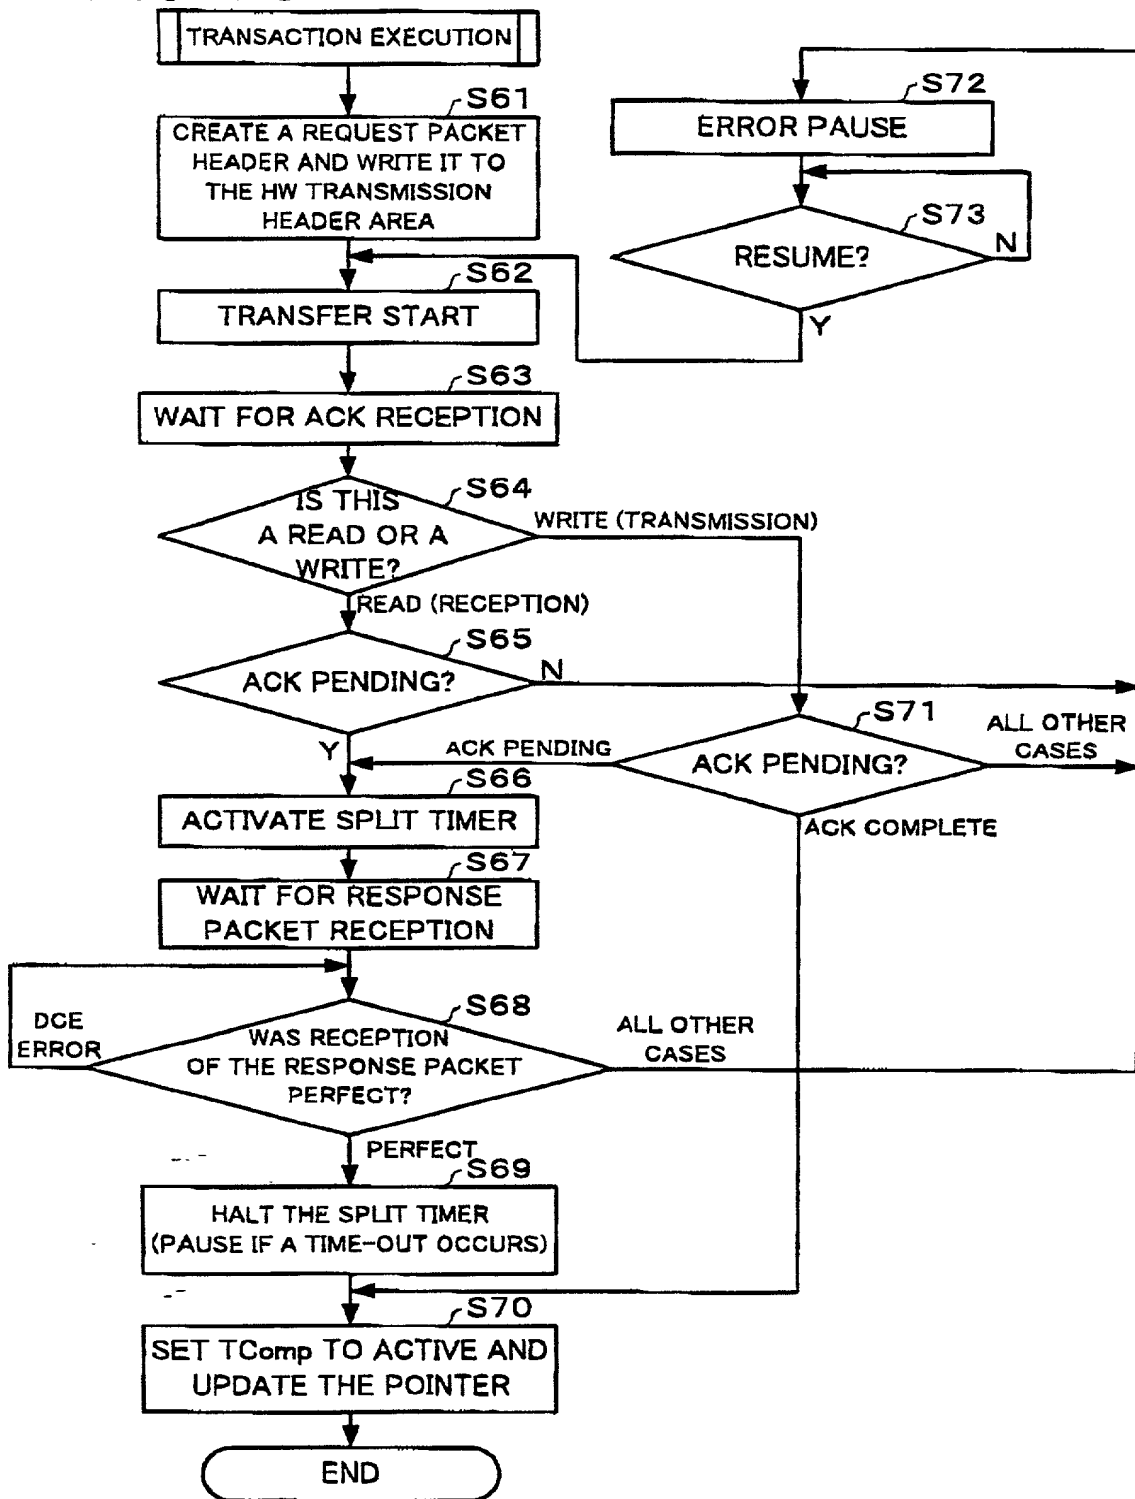 TRANSACTION EXECUTION
S61
CREATE A REQUEST PACKET
HEADER AND WRITE IT TO
THE HW TRANSMISSION
HEADER AREA
S62
TRANSFER START
S63
WAIT FOR ACK RECEPTION
S64
IS THIS
A READ OR A
WRITE?
WRITE (TRANSMISSION)
READ (RECEPTION)
S65
ACK PENDING?
N
Y
S66
ACTIVATE SPLIT TIMER
S67
WAIT FOR RESPONSE
PACKET RECEPTION
S68
WAS RECEPTION
OF THE RESPONSE PACKET
PERFECT?
DCE
ERROR
ALL OTHER
CASES
PERFECT
S69
HALT THE SPLIT TIMER
(PAUSE IF A TIME-OUT OCCURS)
S70
SET TComp TO ACTIVE AND
UPDATE THE POINTER
END
S71
ACK PENDING?
ACK PENDING
ALL OTHER
CASES
ACK COMPLETE
S72
ERROR PAUSE
S73
RESUME?
N
Y